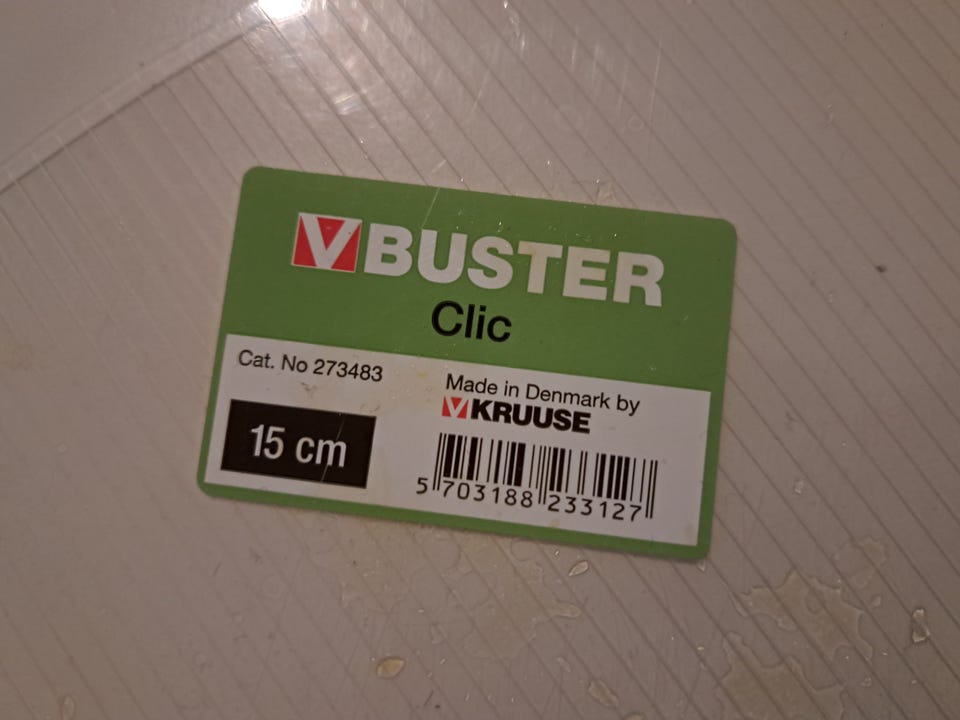 V BUSTER
Clic
Cat. No 273483
15 cm
Made in Denmark by
V KRUUSE
5 703188 233127